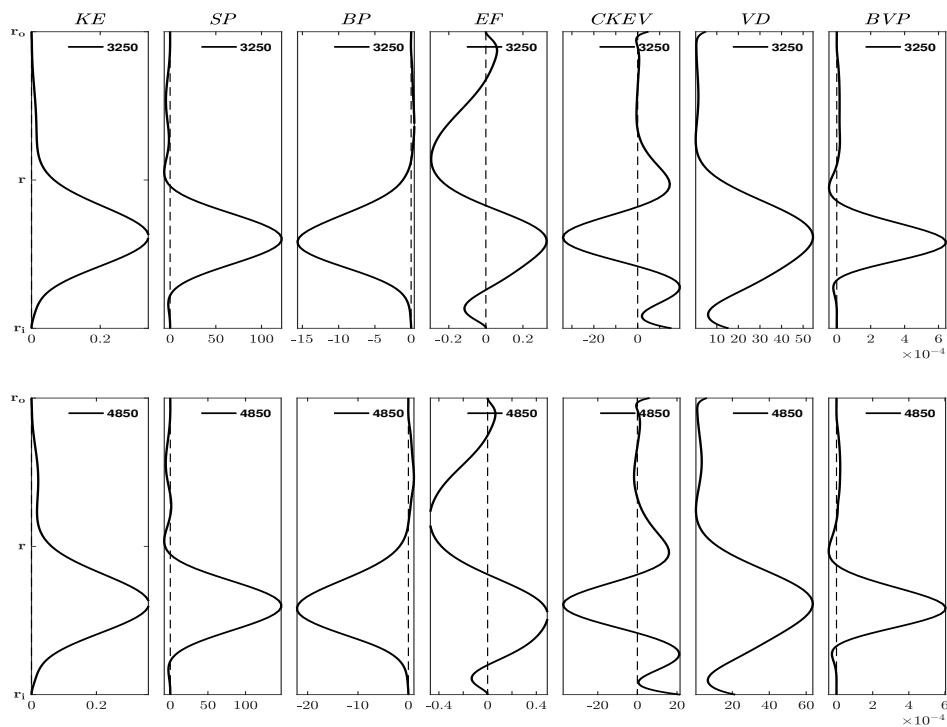 KE SP BP EF CKEV VD BVP
r_o 3250 3250 3250 3250 3250 3250 3250
r
r_i
0 0.2 0 50 100 -15 -10 -5 0 -0.2 0 0.2 -20 0 10 20 30 40 50 0 2 4 6
×10⁻⁴
r_o 4850 4850 4850 4850 4850 4850 4850
r
r_i
0 0.2 0 50 100 -20 -10 0 -0.4 0 0.4 -20 0 20 20 40 60 0 2 4 6
×10⁻⁴